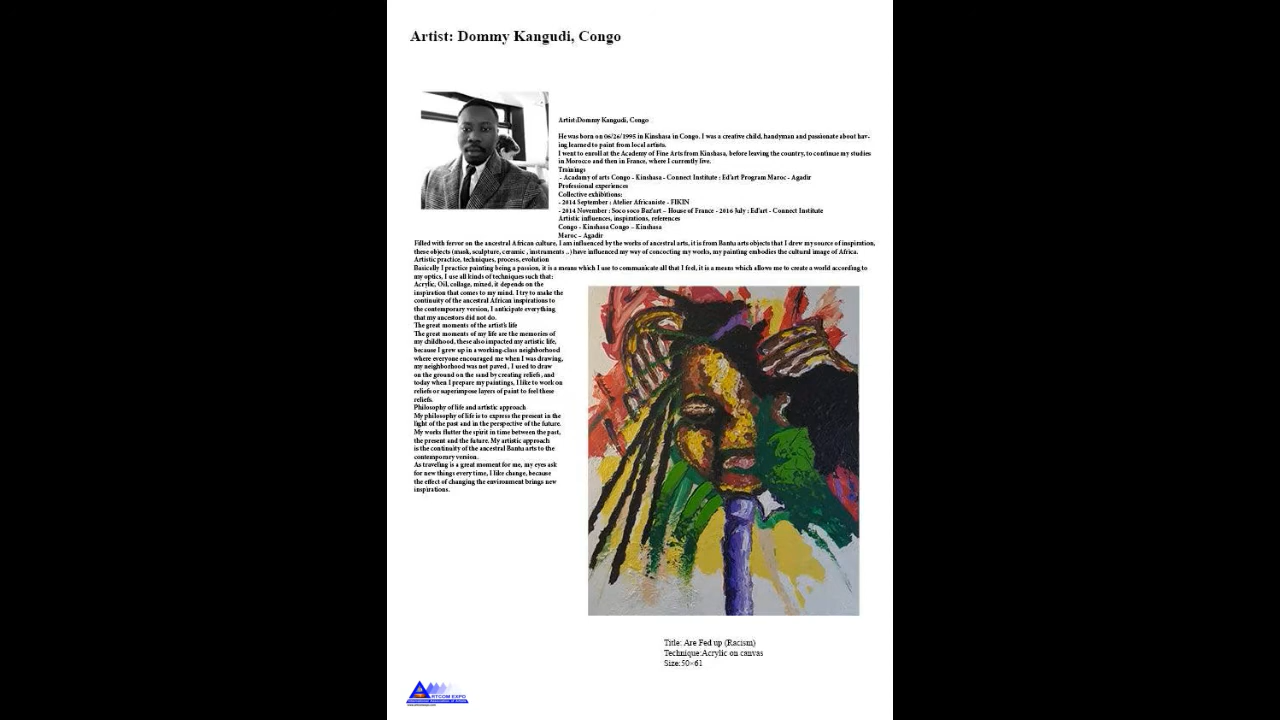 Artist: Dommy Kangudi, Congo
Artist:Dommy Kangudi, Congo
He was born on 06/26/1995 in Kinshasa in Congo. I was a creative child, handyman and passionate about hav-
ing learned to paint from local artists.
I went to enroll at the Academy of Fine Arts from Kinshasa, before leaving the country, to continue my studies
in Morocco and then in France, where I currently live.
Trainings
- Acadamy of arts Congo - Kinshasa - Connect Institute : Ed'art Program Maroc - Agadir
Professional experiences
Collective exhibitions:
- 2014 September : Atelier Africaniste - FIKIN
- 2014 November : Soco soco Baz'art – House of France - 2016 July : Ed'art - Connect Institute
Artistic influences, inspirations, references
Congo - Kinshasa Congo – Kinshasa
Maroc – Agadir
Filled with fervor on the ancestral African culture, I am influenced by the works of ancestral arts, it is from Bantu arts objects that I drew my source of inspiration,
these objects (mask, sculpture, ceramic , instruments ..) have influenced my way of concocting my works, my painting embodies the cultural image of Africa.
Artistic practice, techniques, process, evolution
Basically I practice painting being a passion, it is a means which I use to communicate all that I feel, it is a means which allows me to create a world according to
my optics, I use all kinds of techniques such that:
Acrylic, Oil, collage, mixed, it depends on the
inspiration that comes to my mind. I try to make the
continuity of the ancestral African inspirations to
the contemporary version, I anticipate everything
that my ancestors did not do.
The great moments of the artist's life
The great moments of my life are the memories of
my childhood, these also impacted my artistic life,
because I grew up in a working-class neighborhood
where everyone encouraged me when I was drawing,
my neighborhood was not paved , I used to draw
on the ground on the sand by creating reliefs, and
today when I prepare my paintings, I like to work on
reliefs or superimpose layers of paint to feel these
reliefs.
Philosophy of life and artistic approach
My philosophy of life is to express the present in the
light of the past and in the perspective of the future.
My works flutter the spirit in time between the past,
the present and the future. My artistic approach
is the continuity of the ancestral Bantu arts to the
contemporary version.
As traveling is a great moment for me, my eyes ask
for new things every time, I like change, because
the effect of changing the environment brings new
inspirations.
Title: Are Fed up (Racism)
Technique:Acrylic on canvas
Size:50×61
ARTCOM EXPO